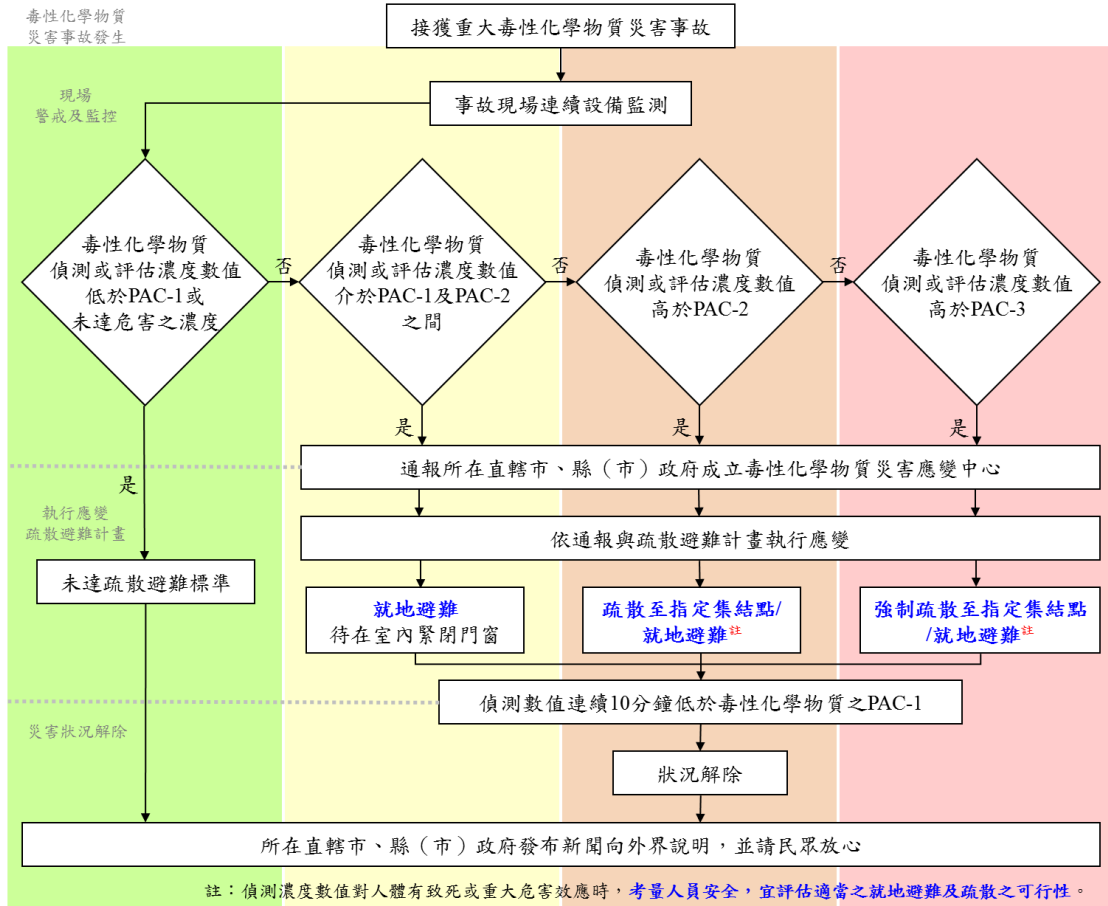 毒性化學物質
災害事故發生
接獲重大毒性化學物質災害事故
現場
警戒及監控
事故現場連續設備監測
毒性化學物質
偵測或評估濃度數值
低於PAC-1或
未達危害之濃度
否
毒性化學物質
偵測或評估濃度數值
介於PAC-1及PAC-2
之間
否
毒性化學物質
偵測或評估濃度數值
高於PAC-2
否
毒性化學物質
偵測或評估濃度數值
高於PAC-3
是
是
是
是
通報所在直轄市、縣（市）政府成立毒性化學物質災害應變中心
執行應變
疏散避難計畫
依通報與疏散避難計畫執行應變
未達疏散避難標準
就地避難
待在室內緊閉門窗
疏散至指定集結點/
就地避難註
強制疏散至指定集結點
/就地避難註
偵測數值連續10分鐘低於毒性化學物質之PAC-1
災害狀況解除
狀況解除
所在直轄市、縣（市）政府發布新聞向外界說明，並請民眾放心
註：偵測濃度數值對人體有致死或重大危害效應時，考量人員安全，宜評估適當之就地避難及疏散之可行性。